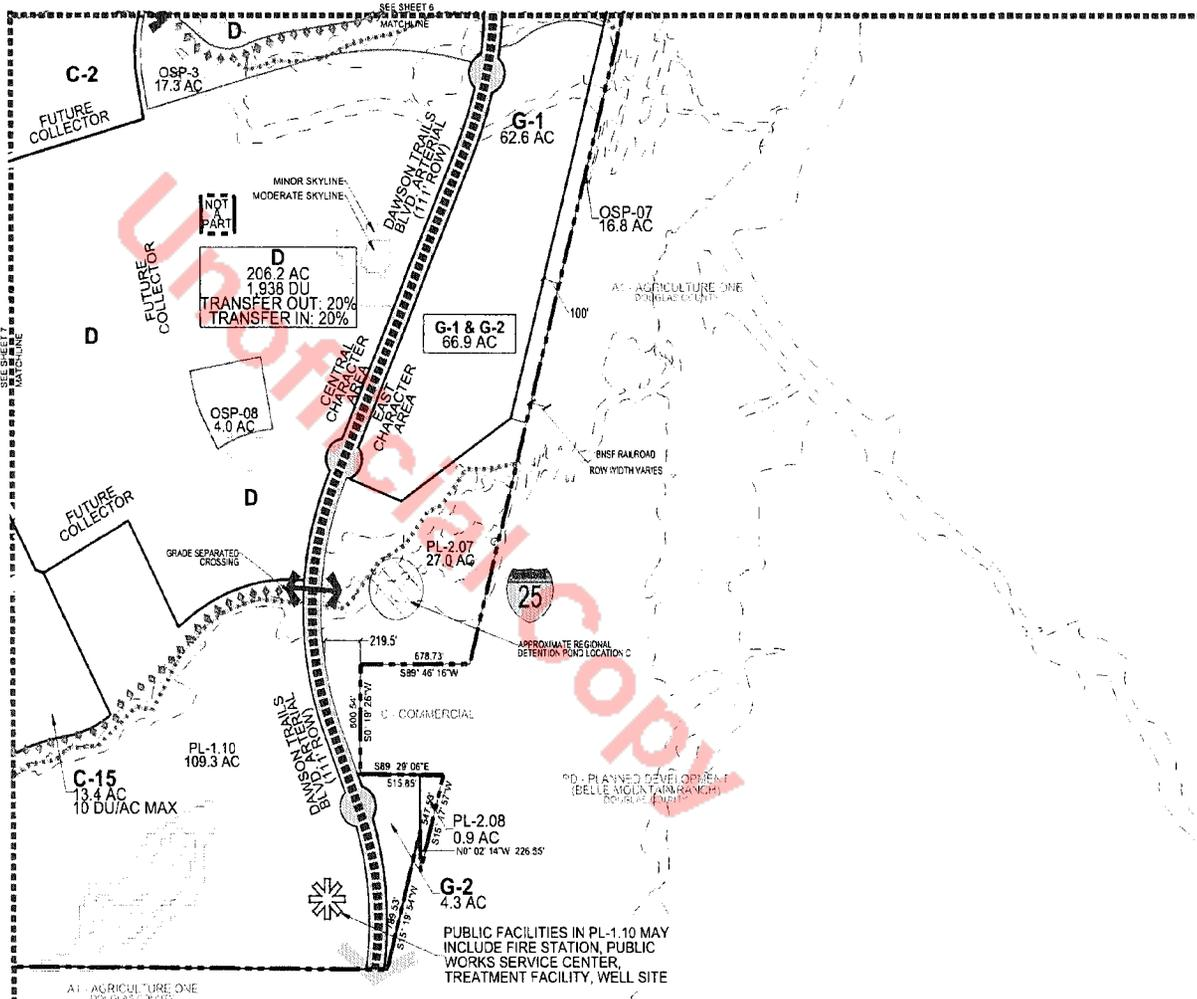 SEE SHEET 6
MATCHLINE
D
C-2
OSP-3
17.3 AC
FUTURE
COLLECTOR
G-1
62.6 AC
DAWSON TRAILS
BLVD. ARTERIAL
(111' ROW)
MINOR SKYLINE
MODERATE SKYLINE
NOT
A
PART
OSP-07
16.8 AC
D
206.2 AC
1,938 DU
TRANSFER OUT: 20%
TRANSFER IN: 20%
FUTURE
COLLECTOR
A1 - AGRICULTURE ONE
DOUGLAS COUNTY
100'
G-1 & G-2
66.9 AC
D
SEE SHEET 7
MATCHLINE
CENTRAL
CHARACTER
AREA
EAST
CHARACTER
AREA
OSP-08
4.0 AC
BNSF RAILROAD
ROW WIDTH VARIES
D
FUTURE
COLLECTOR
GRADE SEPARATED
CROSSING
PL-2.07
27.0 AC
25
219.5'
APPROXIMATE REGIONAL
DETENTION POND LOCATION C
678.73'
S89° 46' 16"W
600.54'
S0° 19' 26"W
C - COMMERCIAL
DAWSON TRAILS
BLVD. ARTERIAL
(111' ROW)
PL-1.10
109.3 AC
S89° 29' 06"E
515.85'
C-15
13.4 AC
10 DU/AC MAX
PD - PLANNED DEVELOPMENT
(BELLE MOUNTAIN RANCH)
DOUGLAS COUNTY
PL-2.08
0.9 AC
N0° 02' 14"W 226.55'
G-2
4.3 AC
S15° 19' 54"W
PUBLIC FACILITIES IN PL-1.10 MAY
INCLUDE FIRE STATION, PUBLIC
WORKS SERVICE CENTER,
TREATMENT FACILITY, WELL SITE
A1 - AGRICULTURE ONE
DOUGLAS COUNTY
Unofficial Copy